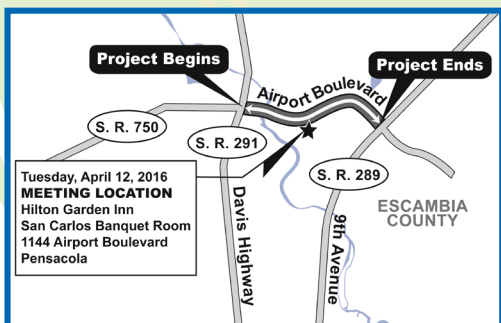 Project Begins
Airport Boulevard
Project Ends
S. R. 750
S. R. 291
S. R. 289
Tuesday, April 12, 2016
MEETING LOCATION
Hilton Garden Inn
San Carlos Banquet Room
1144 Airport Boulevard
Pensacola
Davis Highway
9th Avenue
ESCAMBIA
COUNTY